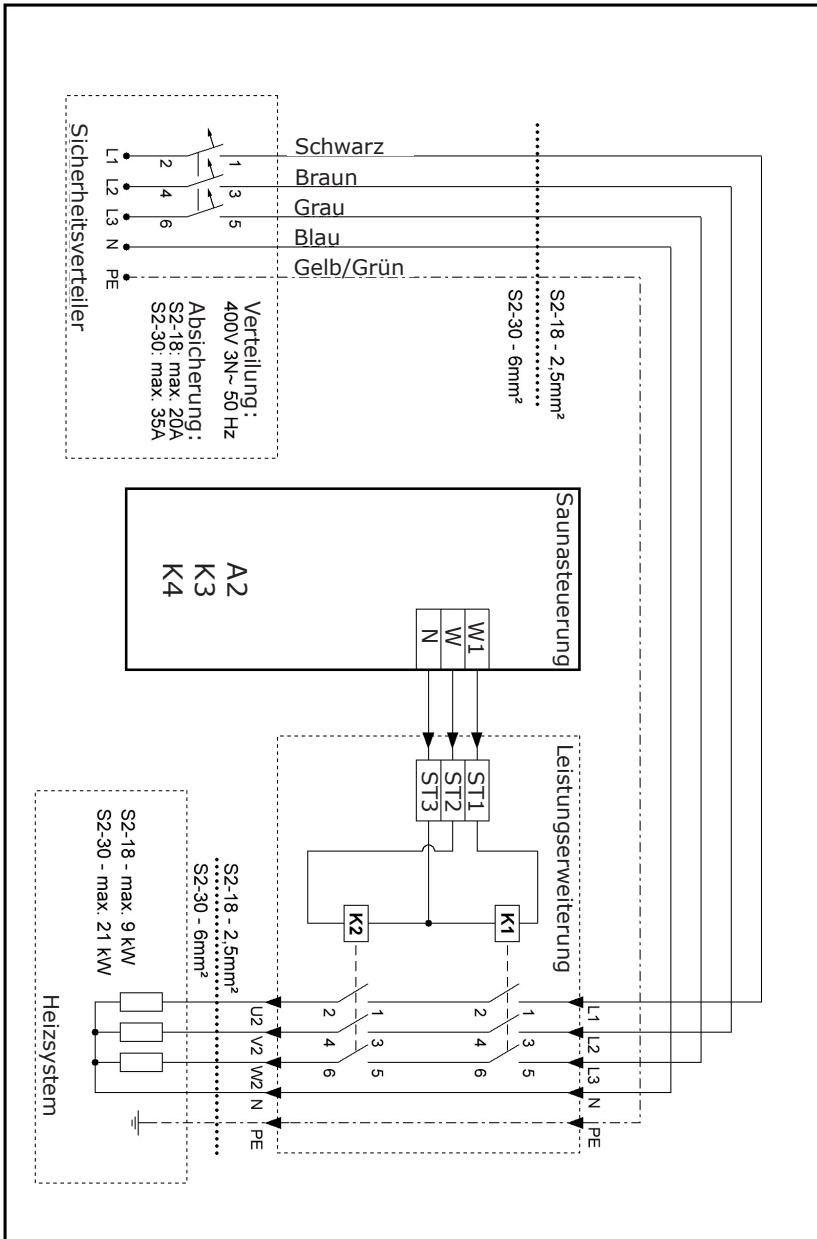 Sicherheitsverteiler
L1
L2
L3
N
PE
2
4
6
1
3
5
Schwarz
Braun
Grau
Blau
Gelb/Grün
Verteilung:
400V 3N~ 50 Hz
Absicherung:
S2-18: max. 20A
S2-30: max. 35A
S2-18 - 2,5mm²
S2-30 - 6mm²
Saunasteuerung
A2
K3
K4
W1
W
N
Leistungserweiterung
ST1
ST2
ST3
K1
K2
L1
L2
L3
N
PE
1
3
5
2
4
6
1
3
5
2
4
6
U2
V2
W2
N
PE
S2-18 - 2,5mm²
S2-30 - 6mm²
S2-18 - max. 9 kW
S2-30 - max. 21 kW
Heizsystem